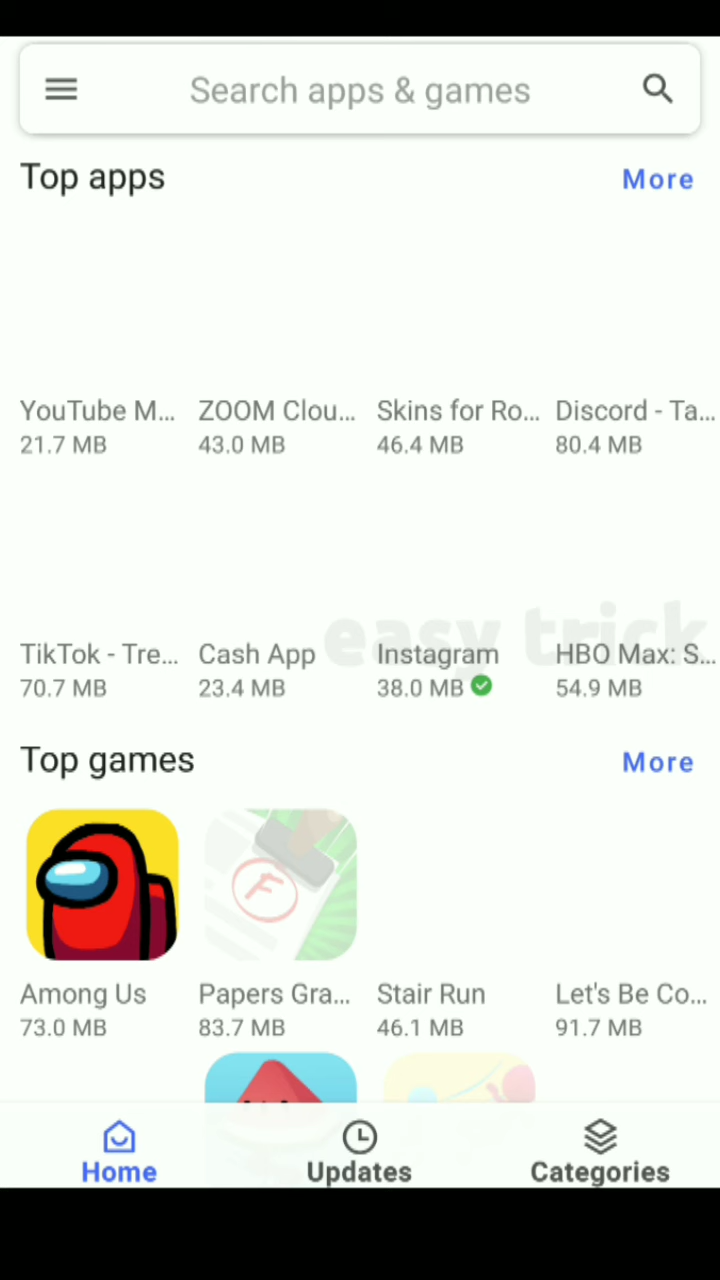 Search apps & games
Top apps More
YouTube M... ZOOM Clou... Skins for Ro... Discord - Ta...
21.7 MB 43.0 MB 46.4 MB 80.4 MB
easy trick
TikTok - Tre... Cash App Instagram HBO Max: S...
70.7 MB 23.4 MB 38.0 MB 54.9 MB
Top games More
F
Among Us Papers Gra... Stair Run Let's Be Co...
73.0 MB 83.7 MB 46.1 MB 91.7 MB
Home Updates Categories